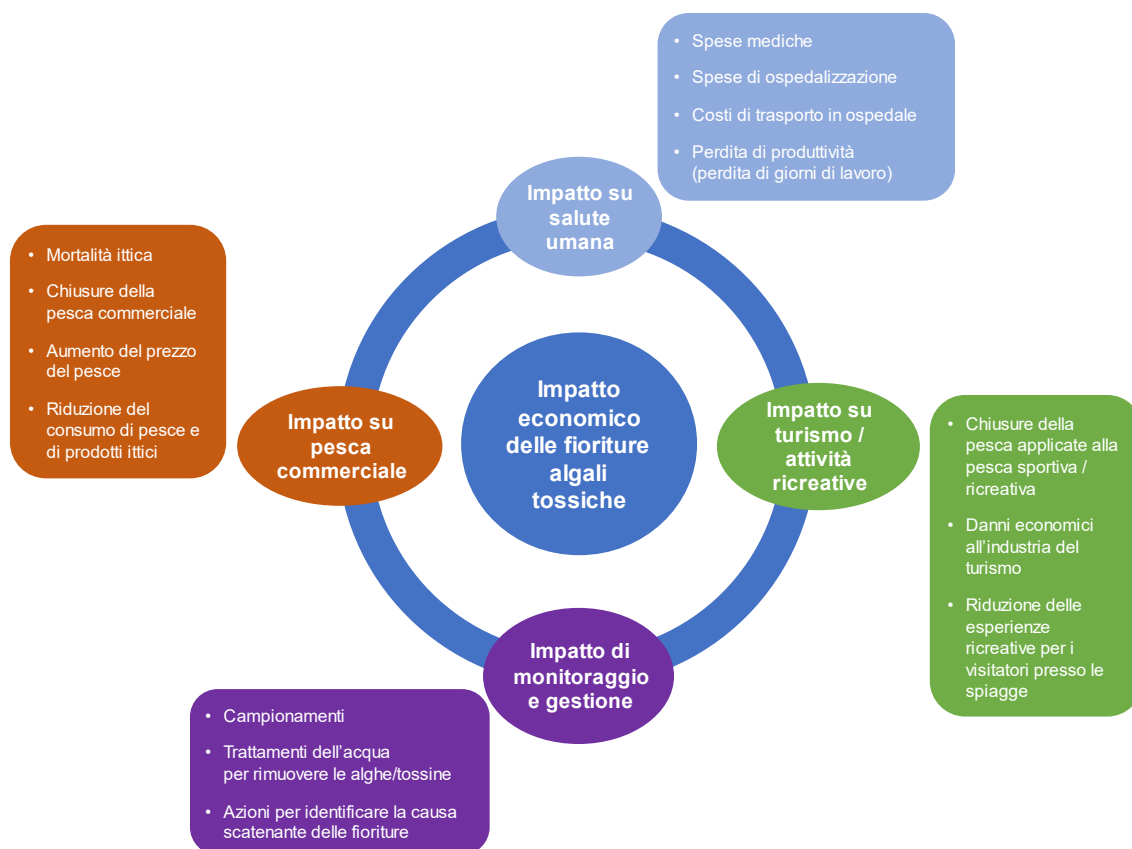 • Spese mediche
• Spese di ospedalizzazione
• Costi di trasporto in ospedale
• Perdita di produttività
(perdita di giorni di lavoro)
Impatto su
salute
umana
• Mortalità ittica
• Chiusure della
pesca commerciale
• Aumento del prezzo
del pesce
• Riduzione del
consumo di pesce e
di prodotti ittici
Impatto su
pesca
commerciale
Impatto
economico
delle fioriture
algali
tossiche
Impatto su
turismo /
attività
ricreative
• Chiusure della
pesca applicate alla
pesca sportiva /
ricreativa
• Danni economici
all'industria del
turismo
• Riduzione delle
esperienze
ricreative per i
visitatori presso le
spiagge
Impatto di
monitoraggio
e gestione
• Campionamenti
• Trattamenti dell'acqua
per rimuovere le alghe/tossine
• Azioni per identificare la causa
scatenante delle fioriture